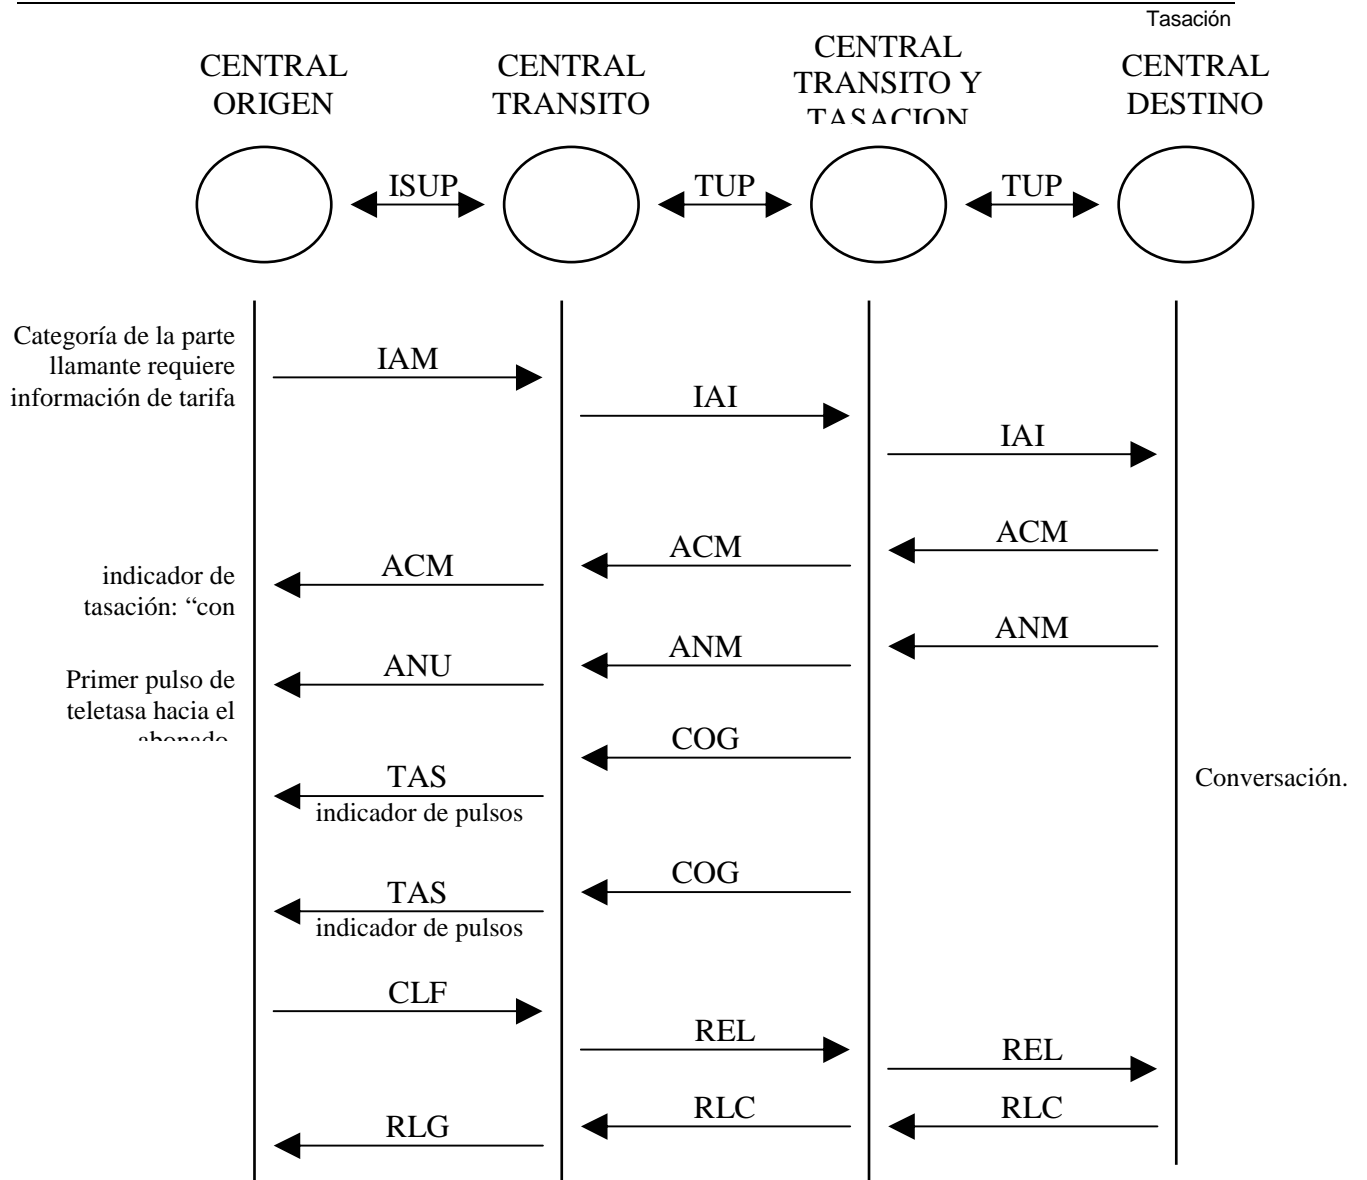 Tasación
CENTRAL
ORIGEN
CENTRAL
TRANSITO
CENTRAL
TRANSITO Y
TASACION
CENTRAL
DESTINO
ISUP
TUP
TUP
Categoría de la parte
llamante requiere
información de tarifa
IAM
IAI
IAI
ACM
ACM
ACM
indicador de
tasación: “con
ANM
ANM
ANU
Primer pulso de
teletasa hacia el
abonado.
COG
TAS
indicador de pulsos
Conversación.
COG
TAS
indicador de pulsos
CLF
REL
REL
RLC
RLC
RLG